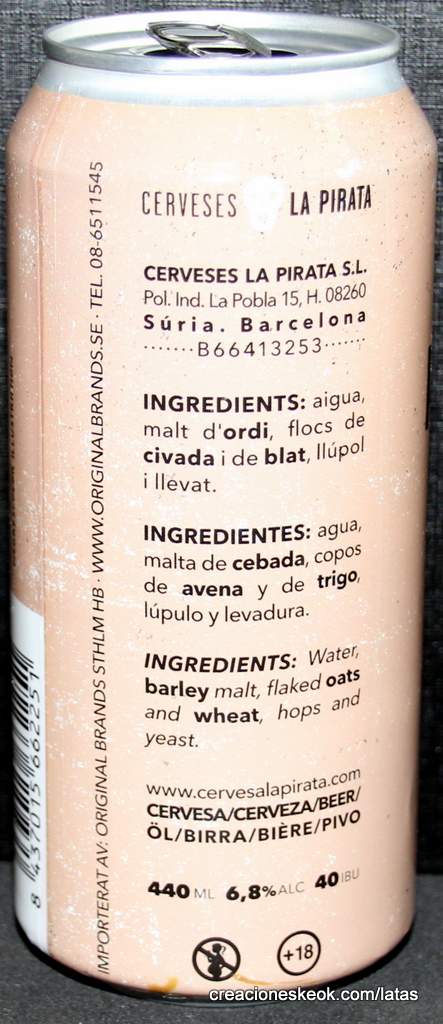 CERVESES LA PIRATA
CERVESES LA PIRATA S.L.
Pol. Ind. La Pobla 15, H. 08260
Súria. Barcelona
·······B66413253·······
INGREDIENTS: aigua,
malt d'ordi, flocs de
civada i de blat, llúpol
i llevat.
INGREDIENTES: agua,
malta de cebada, copos
de avena y de trigo,
lúpulo y levadura.
INGREDIENTS: Water,
barley malt, flaked oats
and wheat, hops and
yeast.
www.cervesalapirata.com
CERVESA/CERVEZA/BEER/
ÖL/BIRRA/BIÈRE/PIVO
440 ML 6,8% ALC 40 IBU
+18
IMPORTERAT AV: ORIGINAL BRANDS STHLM HB · WWW.ORIGINALBRANDS.SE · TEL. 08-6511545
8 437015 662251
creacioneskeok.com/latas